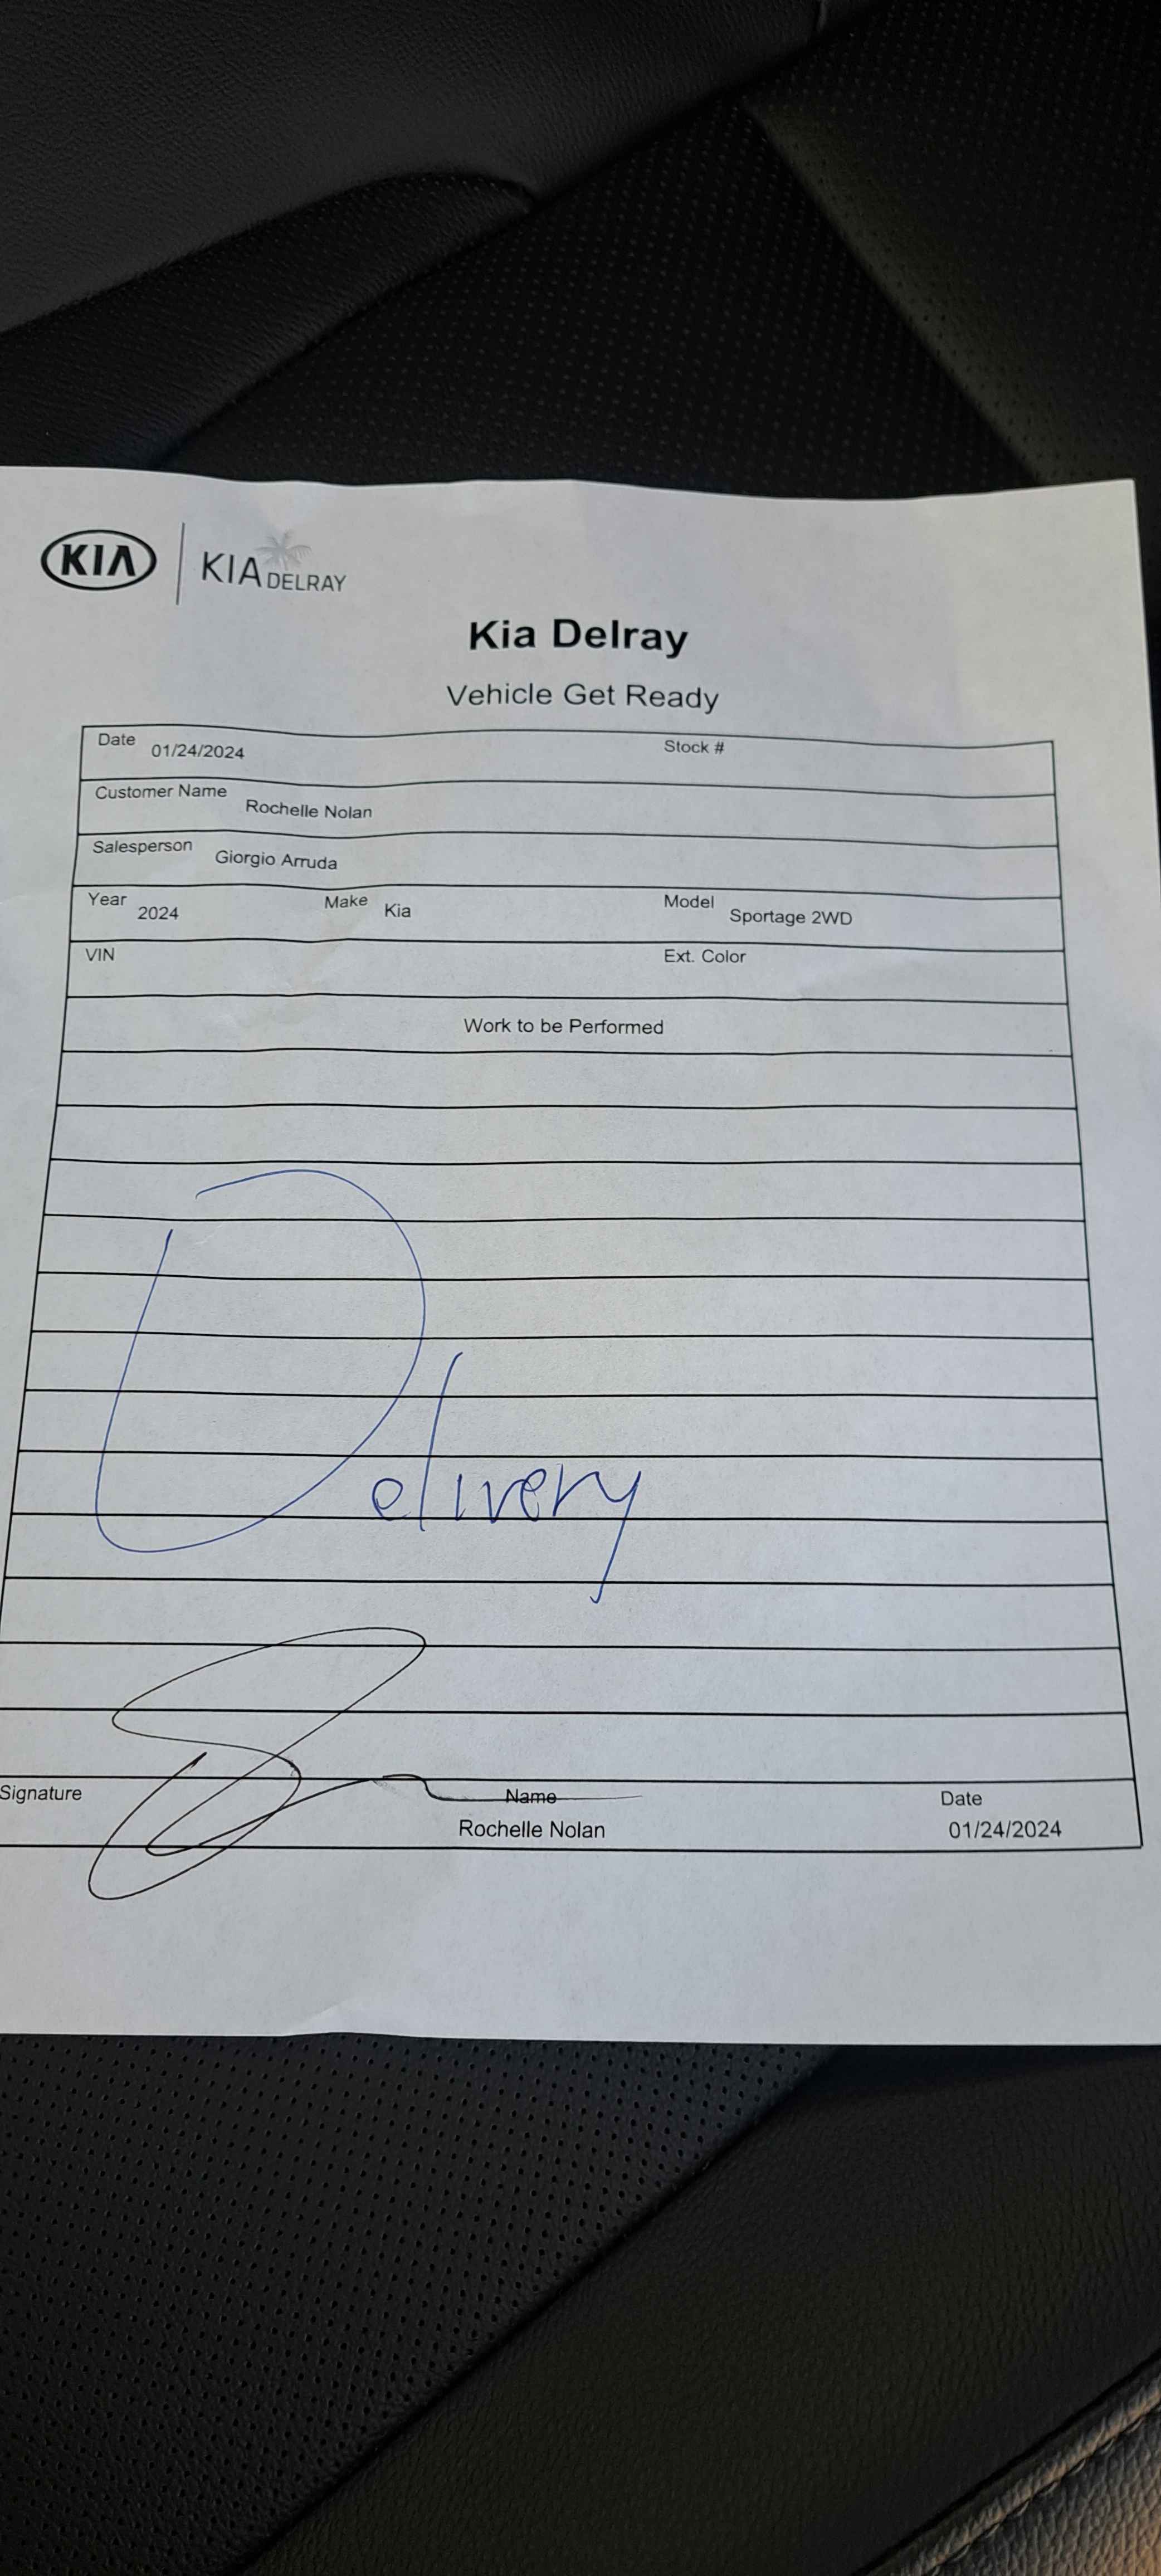 KIA KIA DELRAY
Kia Delray
Vehicle Get Ready
Date 01/24/2024 Stock #
Customer Name Rochelle Nolan
Salesperson Giorgio Arruda
Year 2024 Make Kia Model Sportage 2WD
VIN Ext. Color
Work to be Performed
Delivery
Signature Name Date
Rochelle Nolan 01/24/2024